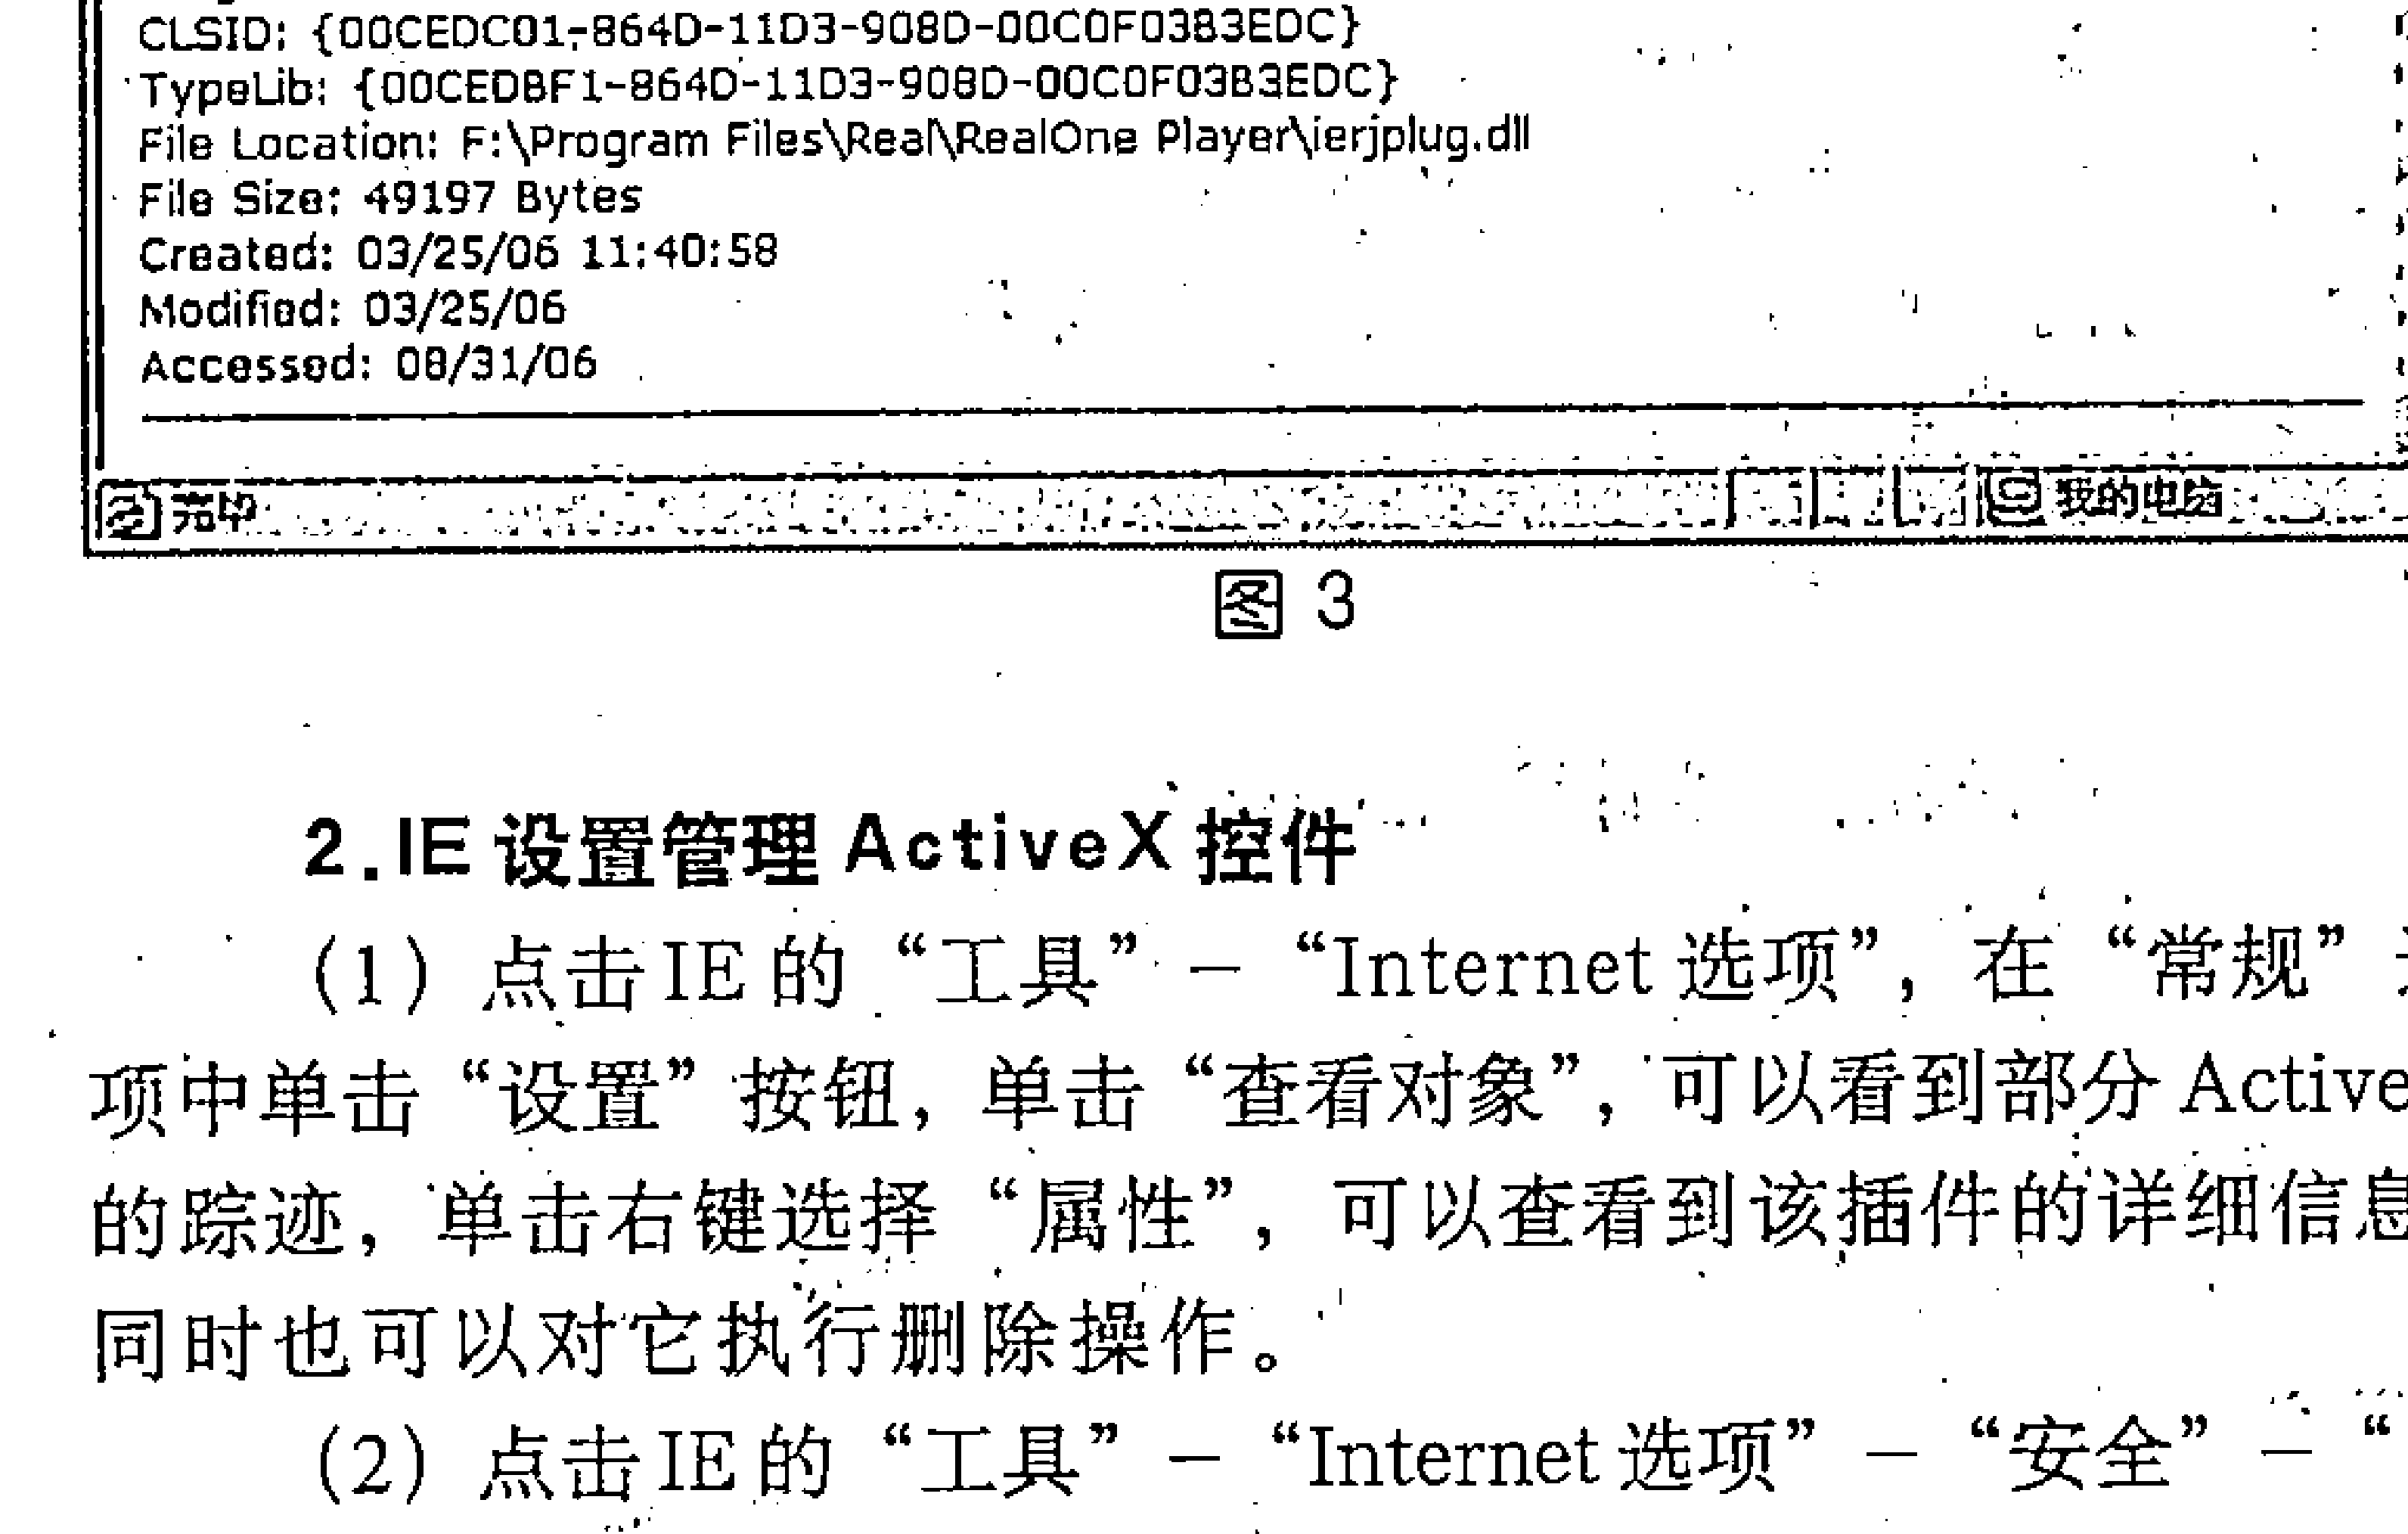 CLSID: {00CEDC01-864D-11D3-908D-00C0F03B3EDC}
TypeLib: {00CEDBF1-864D-11D3-908D-00C0F03B3EDC}
File Location: F:\Program Files\Real\RealOne Player\ierjplug.dll
File Size: 49197 Bytes
Created: 03/25/06 11:40:58
Modified: 03/25/06
Accessed: 08/31/06
完毕 我的电脑
图 3
2.IE 设置管理 ActiveX 控件
（1）点击 IE 的“工具”－“Internet 选项”，在“常规”
项中单击“设置”按钮，单击“查看对象”，可以看到部分 Active
的踪迹，单击右键选择“属性”，可以查看到该插件的详细信息
同时也可以对它执行删除操作。
（2）点击 IE 的“工具”－“Internet 选项”－“安全”－“